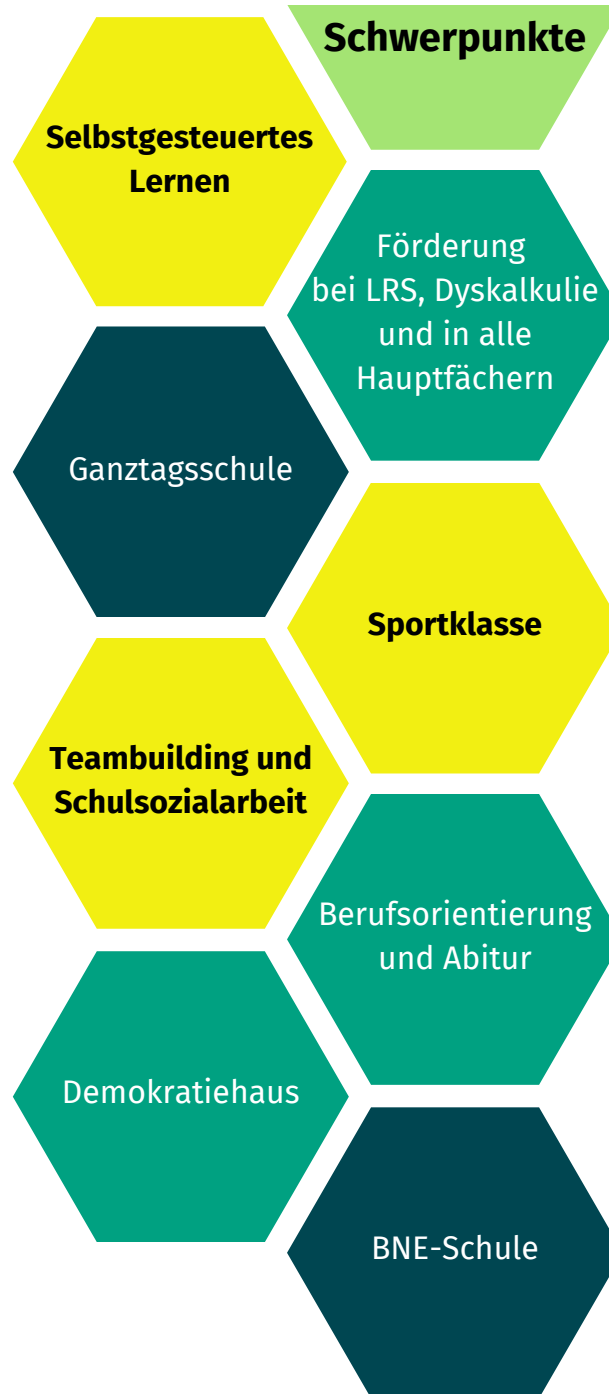 Schwerpunkte
Selbstgesteuertes
Lernen
Förderung
bei LRS, Dyskalkulie
und in alle
Hauptfächern
Ganztagsschule
Sportklasse
Teambuilding und
Schulsozialarbeit
Berufsorientierung
und Abitur
Demokratiehaus
BNE-Schule